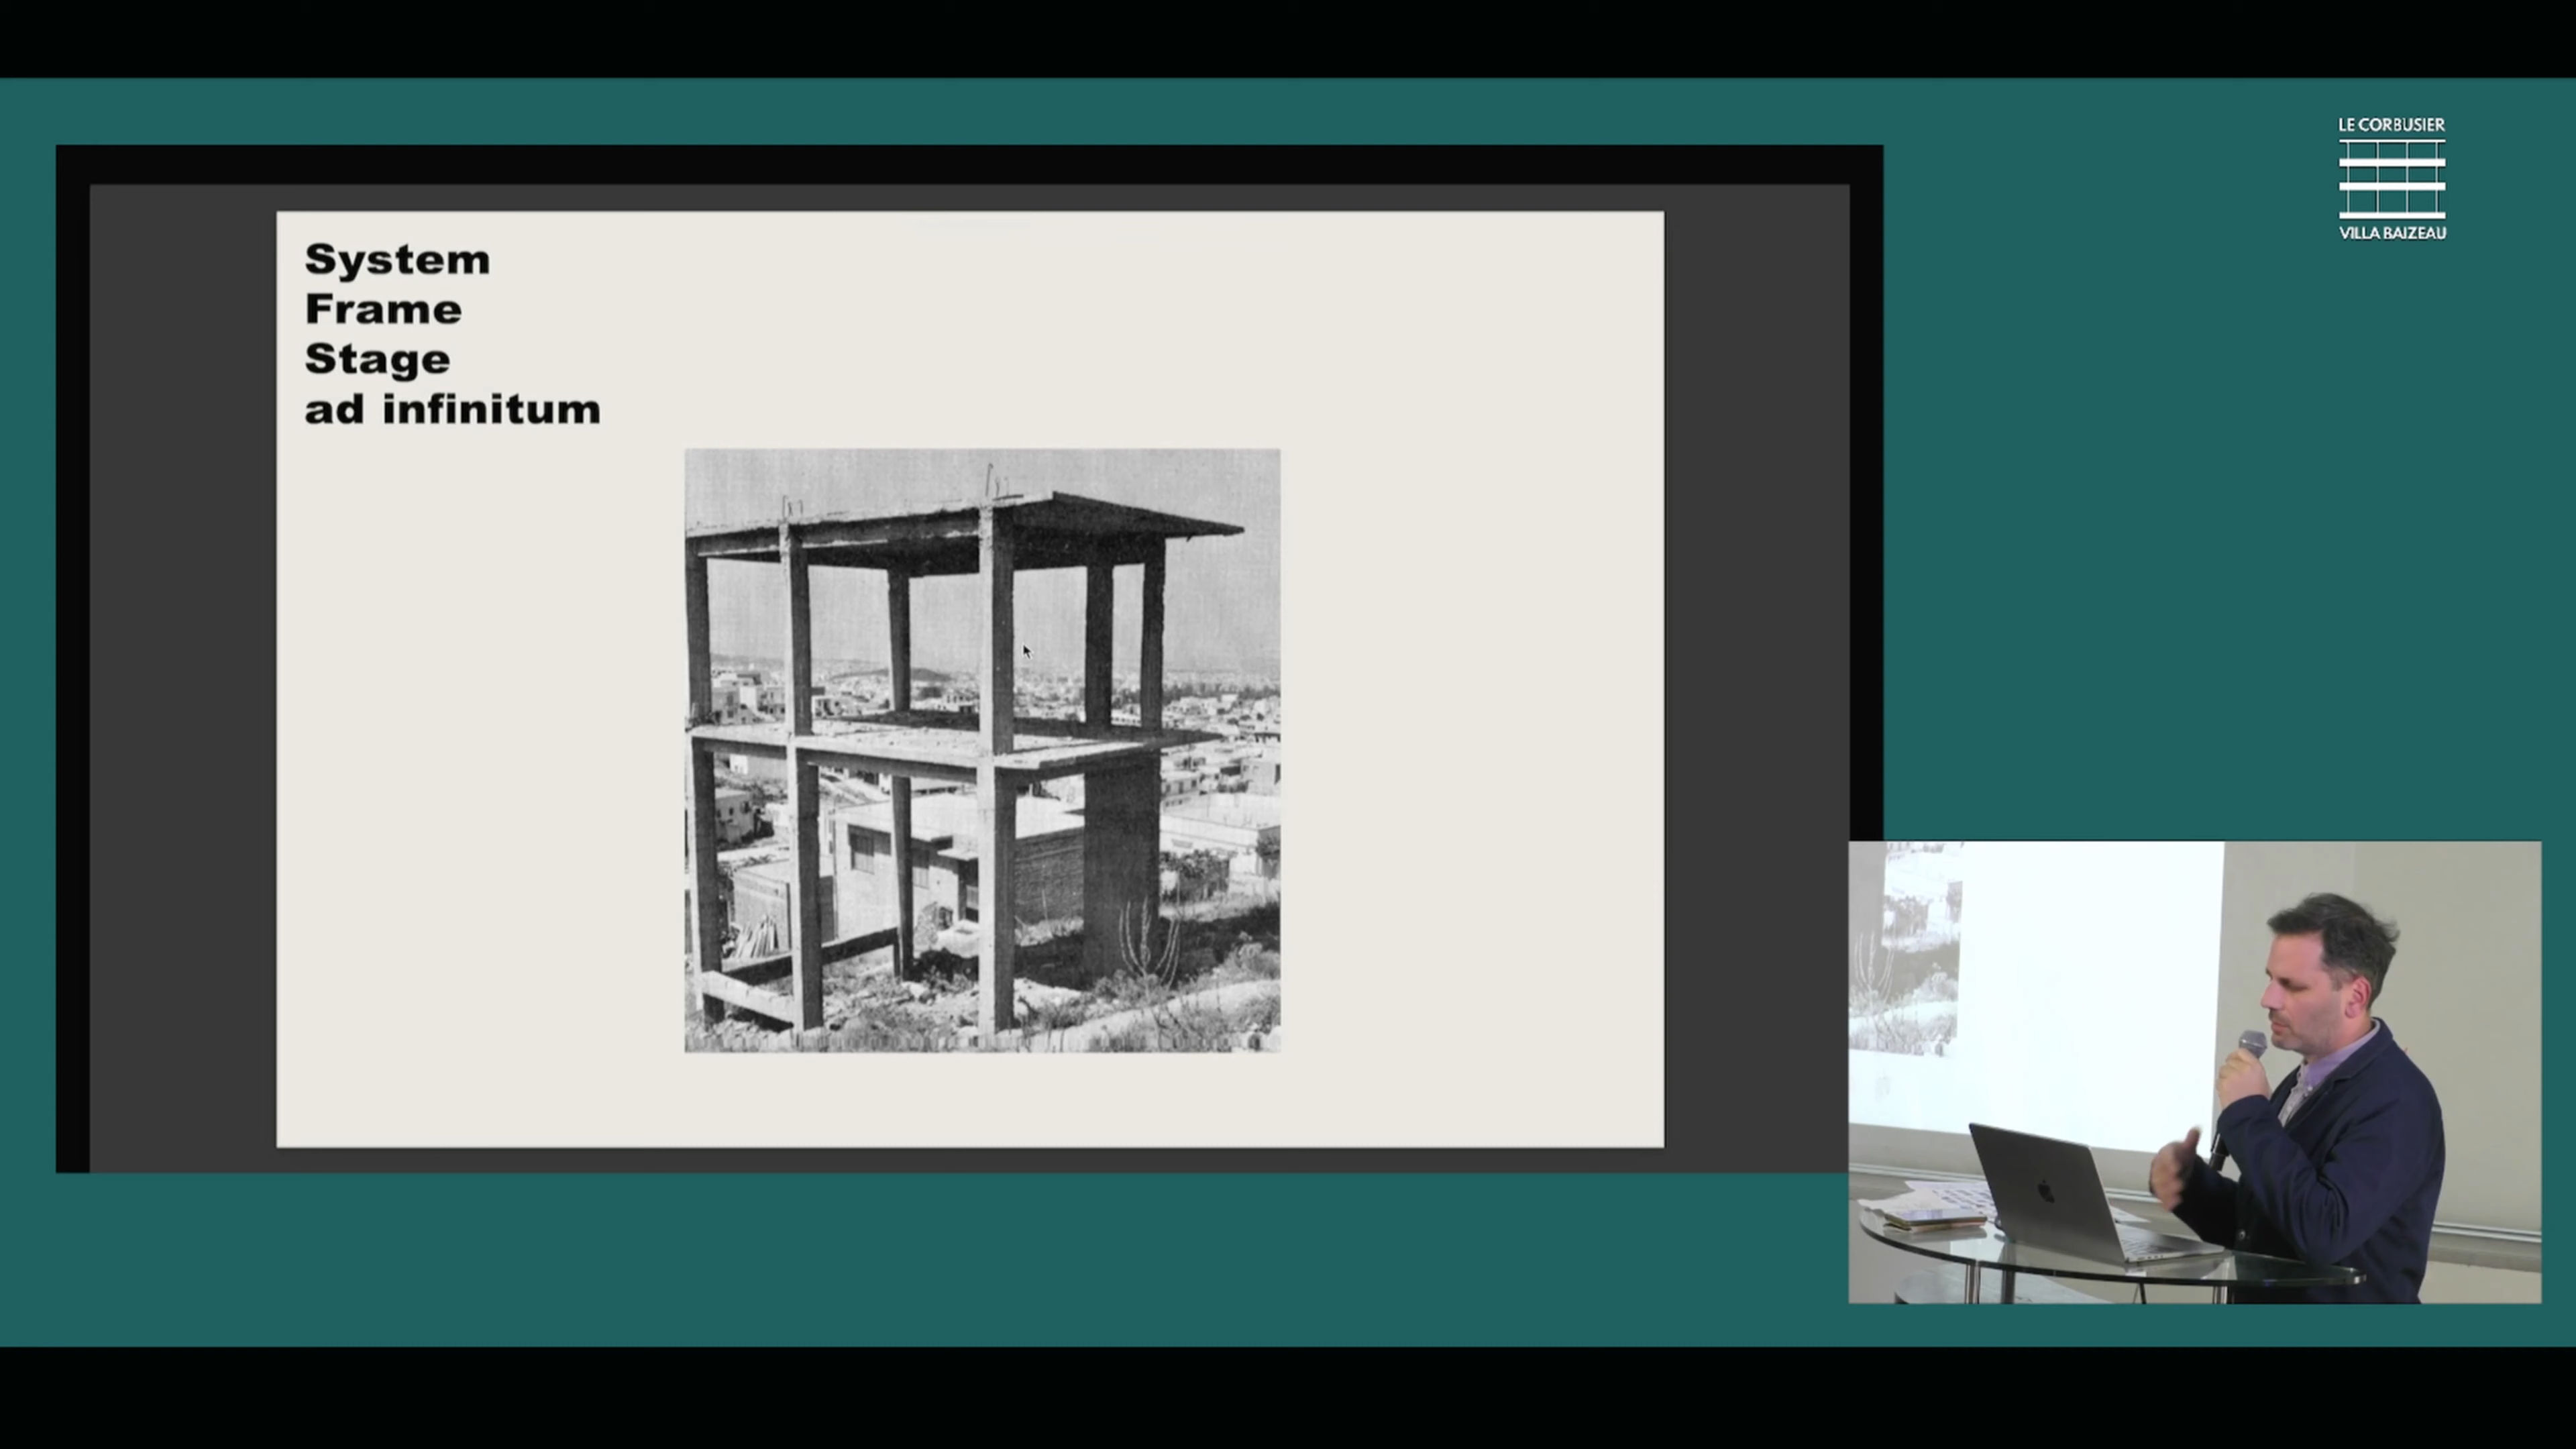 System
Frame
Stage
ad infinitum
LE CORBUSIER
VILLA BAIZEAU